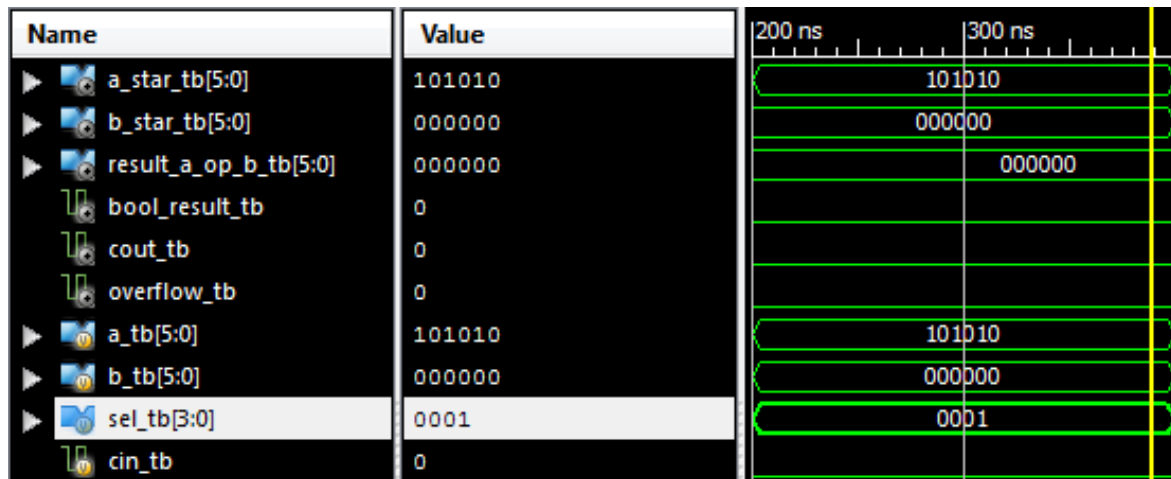 Name Value 200 ns 300 ns
a_star_tb[5:0] 101010 101010
b_star_tb[5:0] 000000 000000
result_a_op_b_tb[5:0] 000000 000000
bool_result_tb 0
cout_tb 0
overflow_tb 0
a_tb[5:0] 101010 101010
b_tb[5:0] 000000 000000
sel_tb[3:0] 0001 0001
cin_tb 0